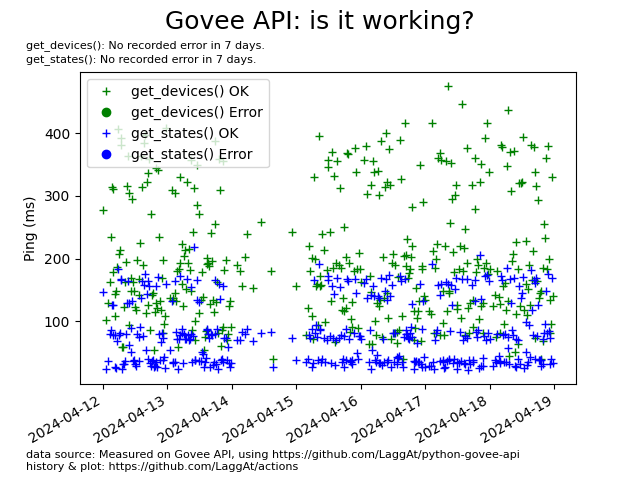 Govee API: is it working?
get_devices(): No recorded error in 7 days.
get_states(): No recorded error in 7 days.
get_devices() OK
get_devices() Error
get_states() OK
get_states() Error
Ping (ms)
400
300
200
100
2024-04-12
2024-04-13
2024-04-14
2024-04-15
2024-04-16
2024-04-17
2024-04-18
2024-04-19
data source: Measured on Govee API, using https://github.com/LaggAt/python-govee-api
history & plot: https://github.com/LaggAt/actions